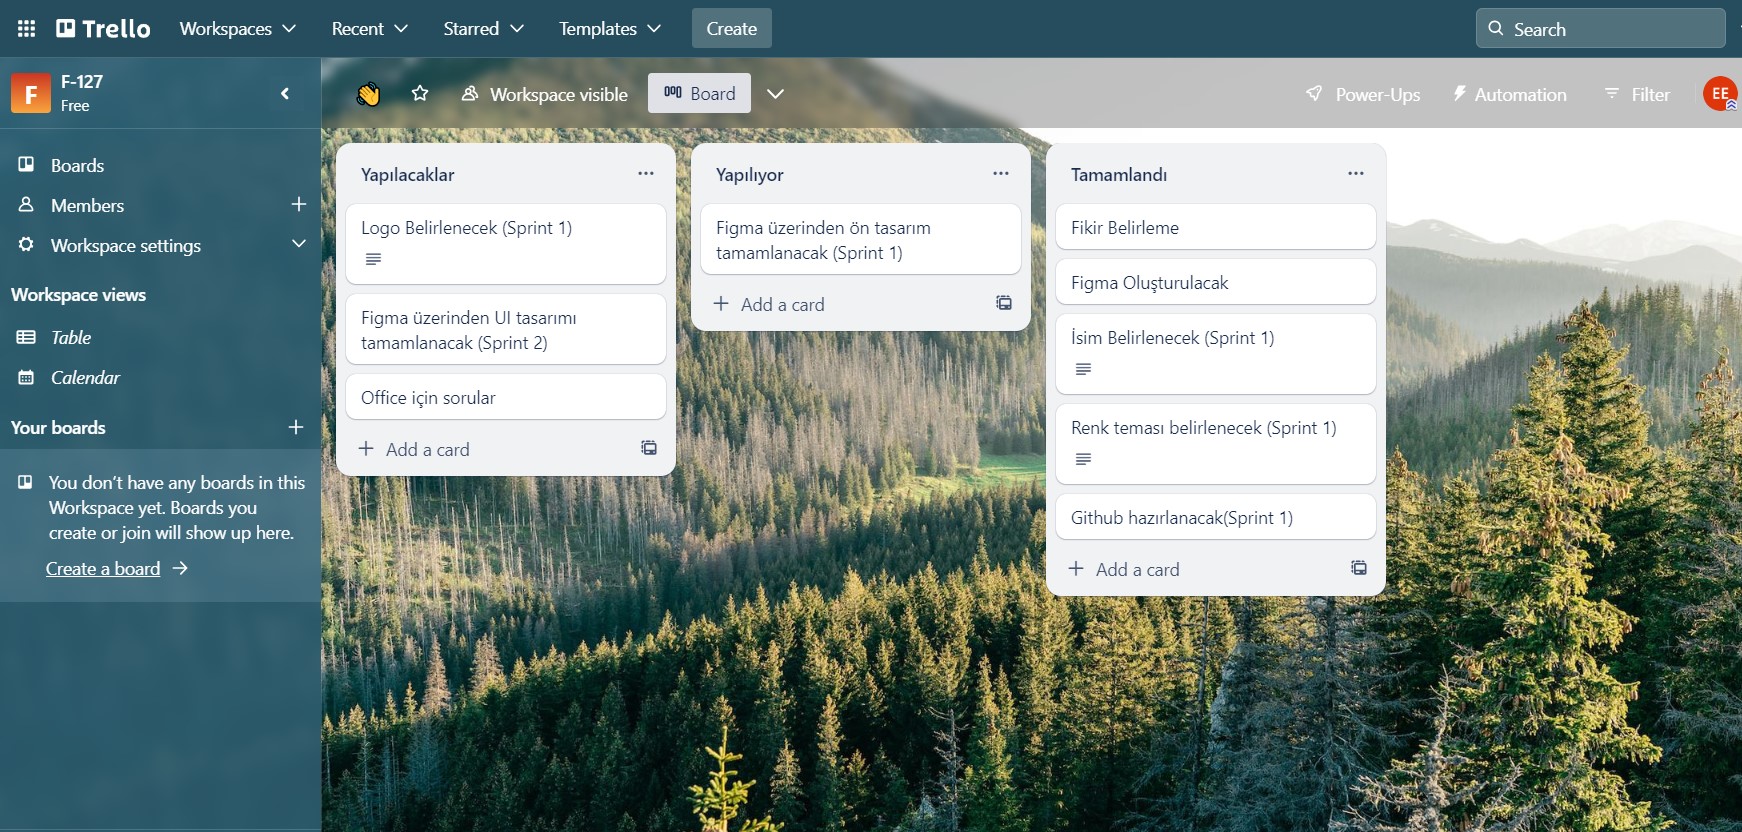 Trello
Workspaces
Recent
Starred
Templates
Create
Search
F
F-127
Free
Workspace visible
Board
Power-Ups
Automation
Filter
EE
Boards
Members
Workspace settings
Workspace views
Table
Calendar
Your boards
You don’t have any boards in this
Workspace yet. Boards you
create or join will show up here.
Create a board
Yapılacaklar
Logo Belirlenecek (Sprint 1)
Figma üzerinden UI tasarımı
tamamlanacak (Sprint 2)
Office için sorular
Add a card
Yapılıyor
Figma üzerinden ön tasarım
tamamlanacak (Sprint 1)
Add a card
Tamamlandı
Fikir Belirleme
Figma Oluşturulacak
İsim Belirlenecek (Sprint 1)
Renk teması belirlenecek (Sprint 1)
Github hazırlanacak(Sprint 1)
Add a card